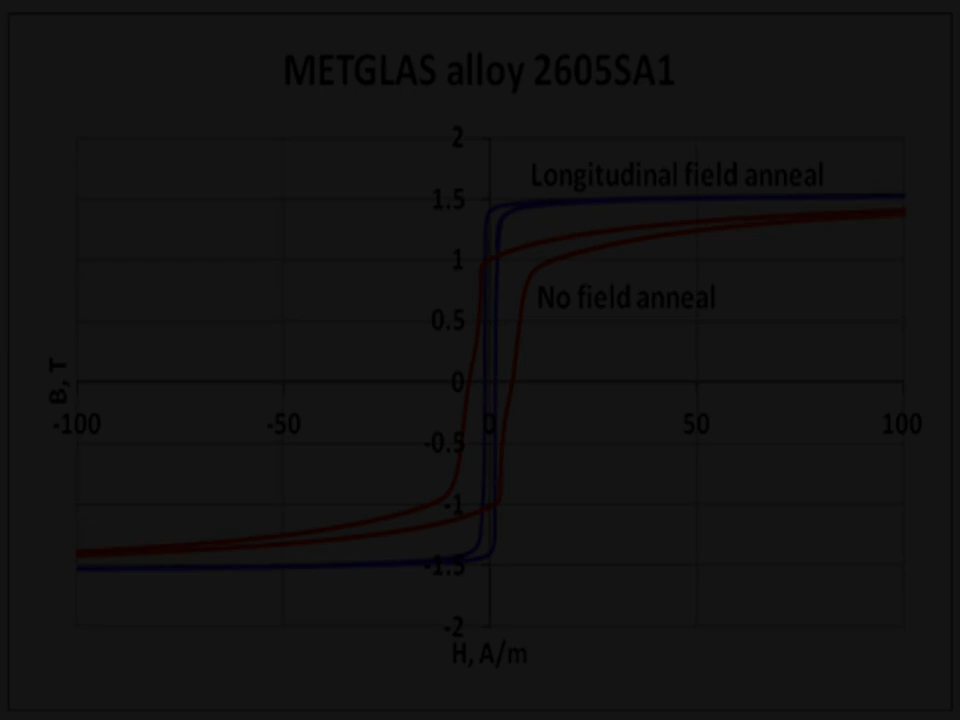 METGLAS alloy 2605SA1
2
Longitudinal field anneal
1.5
1
No field anneal
0.5
B, T
0
-100
-50
0
50
100
-0.5
-1
-1.5
-2
H, A/m